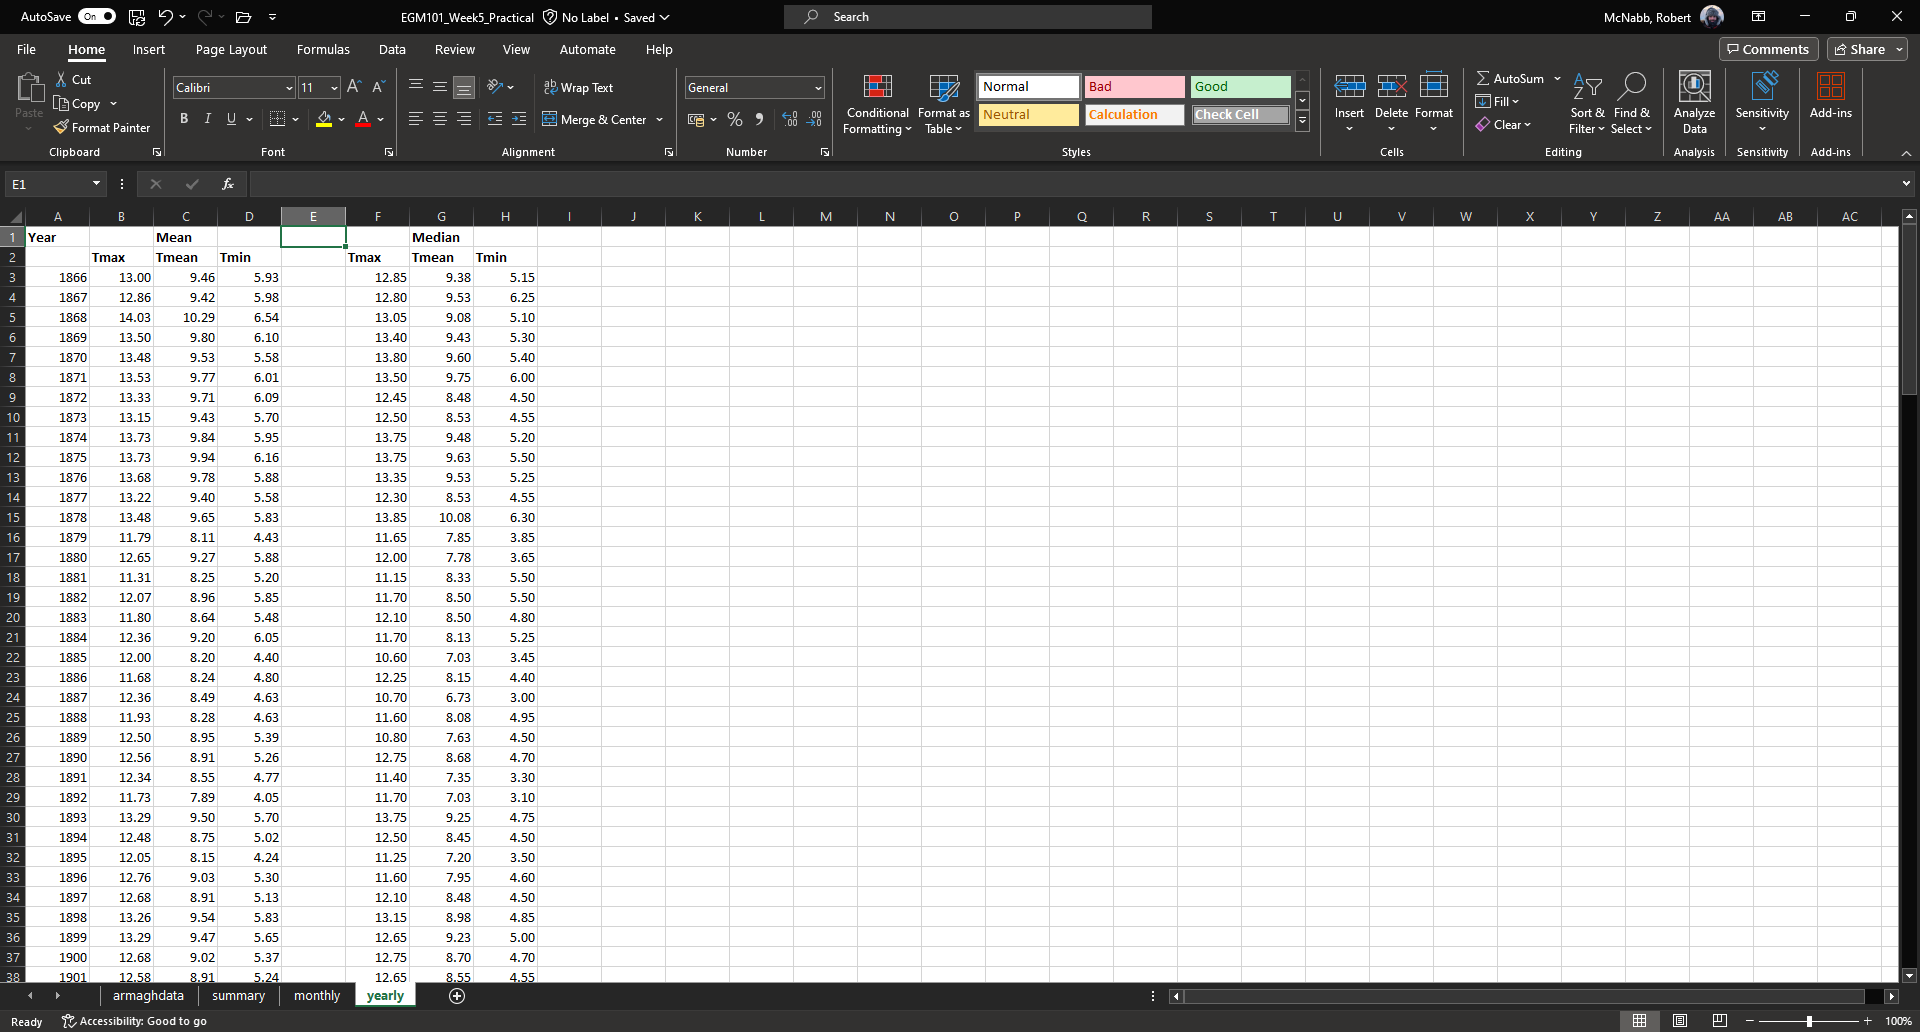 AutoSave On EGM101_Week5_Practical No Label • Saved Search McNabb, Robert
File Home Insert Page Layout Formulas Data Review View Automate Help Comments Share
Paste Cut Copy Format Painter Clipboard
Calibri 11 B I U Font
Wrap Text Merge & Center Alignment
General % Number
Conditional Formatting Format as Table Normal Bad Good Neutral Calculation Check Cell Styles
Insert Delete Format Cells
AutoSum Fill Clear Sort & Filter Find & Select Editing
Analyze Data Analysis
Sensitivity Sensitivity
Add-ins Add-ins
E1 fx
A B C D E F G H I J K L M N O P Q R S T U V W X Y Z AA AB AC
1 Year Mean Median
2 Tmax Tmean Tmin Tmax Tmean Tmin
3 1866 13.00 9.46 5.93 12.85 9.38 5.15
4 1867 12.86 9.42 5.98 12.80 9.53 6.25
5 1868 14.03 10.29 6.54 13.05 9.08 5.10
6 1869 13.50 9.80 6.10 13.40 9.43 5.30
7 1870 13.48 9.53 5.58 13.80 9.60 5.40
8 1871 13.53 9.77 6.01 13.50 9.75 6.00
9 1872 13.33 9.71 6.09 12.45 8.48 4.50
10 1873 13.15 9.43 5.70 12.50 8.53 4.55
11 1874 13.73 9.84 5.95 13.75 9.48 5.20
12 1875 13.73 9.94 6.16 13.75 9.63 5.50
13 1876 13.68 9.78 5.88 13.35 9.53 5.25
14 1877 13.22 9.40 5.58 12.30 8.53 4.55
15 1878 13.48 9.65 5.83 13.85 10.08 6.30
16 1879 11.79 8.11 4.43 11.65 7.85 3.85
17 1880 12.65 9.27 5.88 12.00 7.78 3.65
18 1881 11.31 8.25 5.20 11.15 8.33 5.50
19 1882 12.07 8.96 5.85 11.70 8.50 5.50
20 1883 11.80 8.64 5.48 12.10 8.50 4.80
21 1884 12.36 9.20 6.05 11.70 8.13 5.25
22 1885 12.00 8.20 4.40 10.60 7.03 3.45
23 1886 11.68 8.24 4.80 12.25 8.15 4.40
24 1887 12.36 8.49 4.63 10.70 6.73 3.00
25 1888 11.93 8.28 4.63 11.60 8.08 4.95
26 1889 12.50 8.95 5.39 10.80 7.63 4.50
27 1890 12.56 8.91 5.26 12.75 8.68 4.70
28 1891 12.34 8.55 4.77 11.40 7.35 3.30
29 1892 11.73 7.89 4.05 11.70 7.03 3.10
30 1893 13.29 9.50 5.70 13.75 9.25 4.75
31 1894 12.48 8.75 5.02 12.50 8.45 4.50
32 1895 12.05 8.15 4.24 11.25 7.20 3.50
33 1896 12.76 9.03 5.30 11.60 7.95 4.60
34 1897 12.68 8.91 5.13 12.10 8.48 4.50
35 1898 13.26 9.54 5.83 13.15 8.98 4.85
36 1899 13.29 9.47 5.65 12.65 9.23 5.00
37 1900 12.68 9.02 5.37 12.75 8.70 4.70
38 1901 12.58 8.91 5.24 12.65 8.55 4.55
armaghdata summary monthly yearly
Ready Accessibility: Good to go 100%